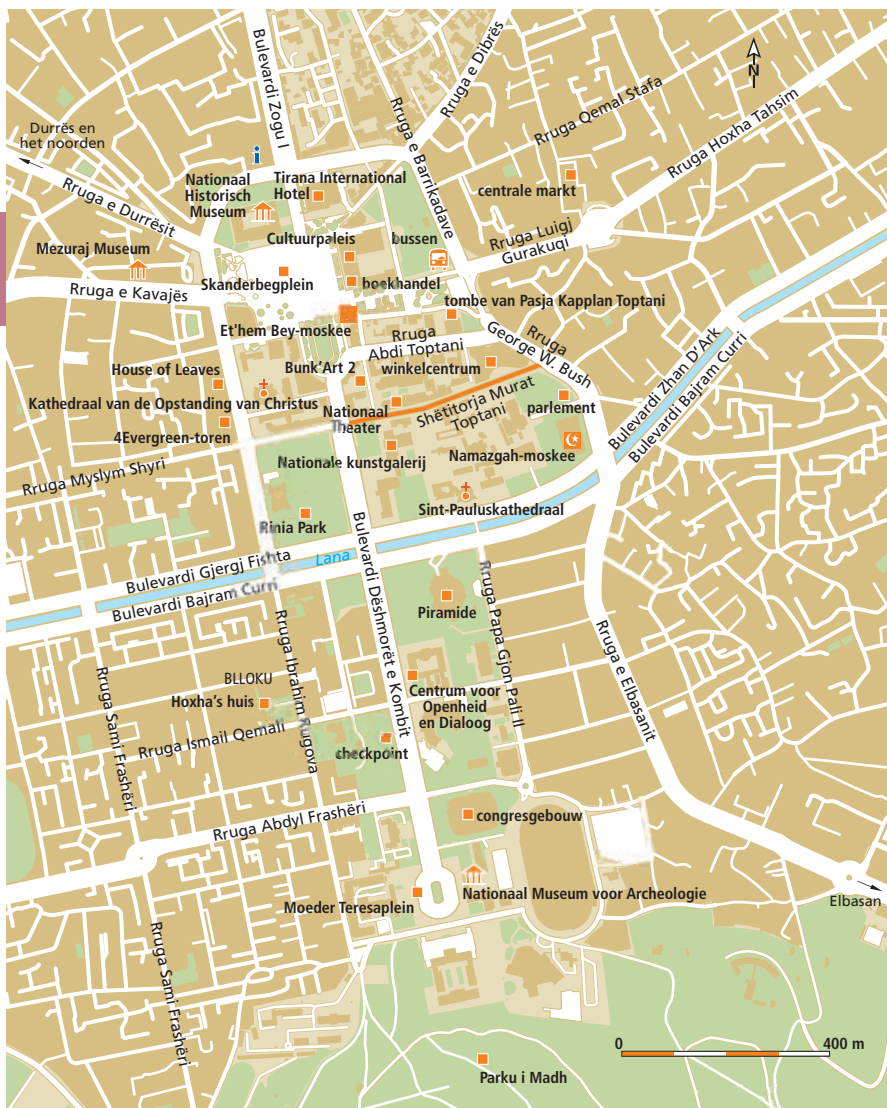 Bulevardi Zogu I
Rruga e Dibrës
N
Rruga Qemal Stafa
Rruga e Barrikadave
Rruga Hoxha Tahsim
Durrës en
het noorden
i
Nationaal
Historisch
Museum
Tirana International
Hotel
centrale markt
Rruga e Durrësit
Mezuraj Museum
Cultuurpaleis
bussen
Rruga Luigj
Gurakuqi
Skanderbegplein
boekhandel
Rruga e Kavajës
tombe van Pasja Kapplan Toptani
Et'hem Bey-moskee
Rruga
Abdi Toptani
Rruga
George W. Bush
House of Leaves
Bunk'Art 2
winkelcentrum
Bulevardi Zhan D'Ark
Bulevardi Bajram Curri
Kathedraal van de Opstanding van Christus
Nationaal
Theater
Shëtitorja Murat
Toptani
parlement
4Evergreen-toren
Nationale kunstgalerij
Namazgah-moskee
Rruga Myslym Shyri
Sint-Pauluskathedraal
Rinia Park
Bulevardi Gjergj Fishta
Lana
Bulevardi Bajram Curri
Bulevardi Dëshmorët e Kombit
Piramide
Rruga Papa Gjon Pali II
Rruga Ibrahim Rugova
Rruga e Elbasanit
BLLOKU
Hoxha's huis
Centrum voor
Openheid
en Dialoog
Rruga Sami Frashëri
Rruga Ismail Qemali
checkpoint
Rruga Abdyl Frashëri
congresgebouw
Moeder Teresaplein
Nationaal Museum voor Archeologie
Elbasan
Rruga Sami Frashëri
0 400 m
Parku i Madh